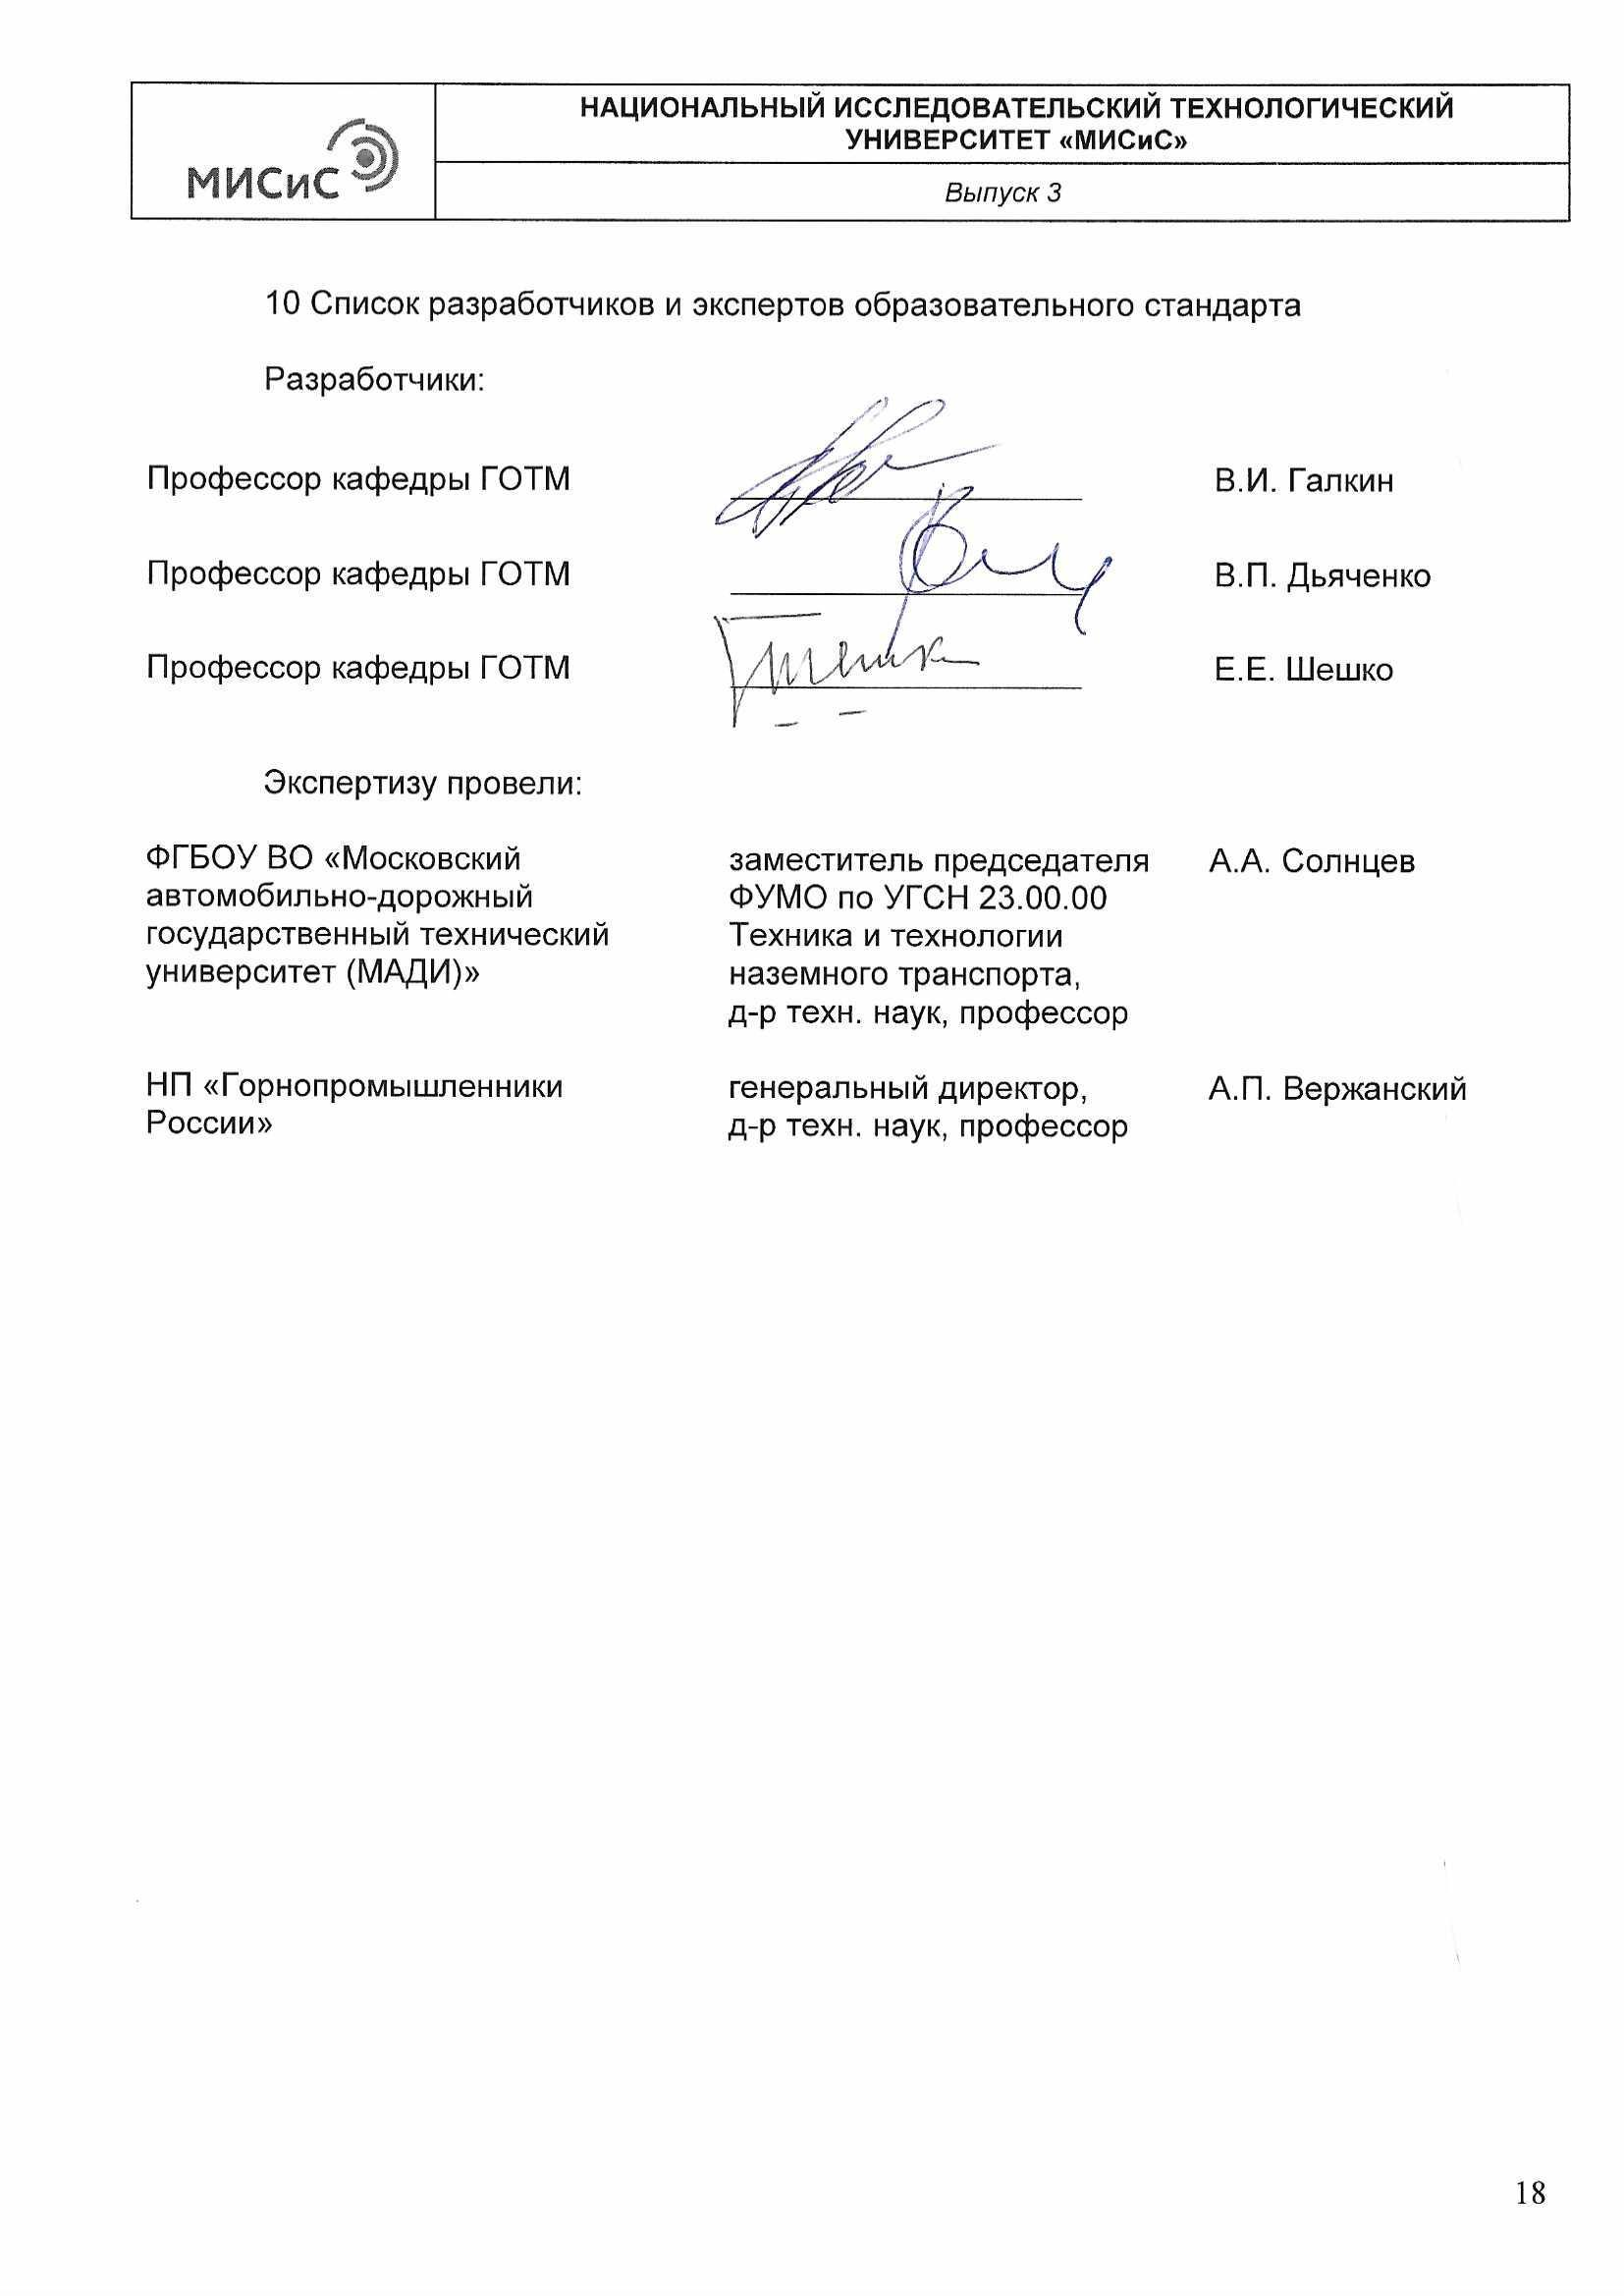 НАЦИОНАЛЬНЫЙ ИССЛЕДОВАТЕЛЬСКИЙ ТЕХНОЛОГИЧЕСКИЙ
УНИВЕРСИТЕТ «МИСиС»
МИСиС
Выпуск 3
10 Список разработчиков и экспертов образовательного стандарта
Разработчики:
Профессор кафедры ГОТМ В.И. Галкин
Профессор кафедры ГОТМ В.П. Дьяченко
Профессор кафедры ГОТМ Е.Е. Шешко
Экспертизу провели:
ФГБОУ ВО «Московский заместитель председателя А.А. Солнцев
автомобильно-дорожный ФУМО по УГСН 23.00.00
государственный технический Техника и технологии
университет (МАДИ)» наземного транспорта,
д-р техн. наук, профессор
НП «Горнопромышленники генеральный директор, А.П. Вержанский
России» д-р техн. наук, профессор
18